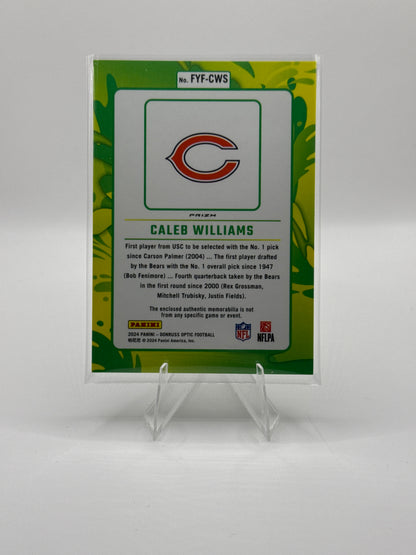 No. FYF-CWS
PRIZM
CALEB WILLIAMS
First player from USC to be selected with the No. 1 pick
since Carson Palmer (2004) ... The first player drafted
by the Bears with the No. 1 overall pick since 1947
(Bob Fenimore) ... Fourth quarterback taken by the Bears
in the first round since 2000 (Rex Grossman,
Mitchell Trubisky, Justin Fields).
The enclosed authentic memorabilia is not
from any specific game or event.
PANINI
NFL
NFLPA
2024 PANINI – DONRUSS OPTIC FOOTBALL
© 2024 Panini America, Inc.